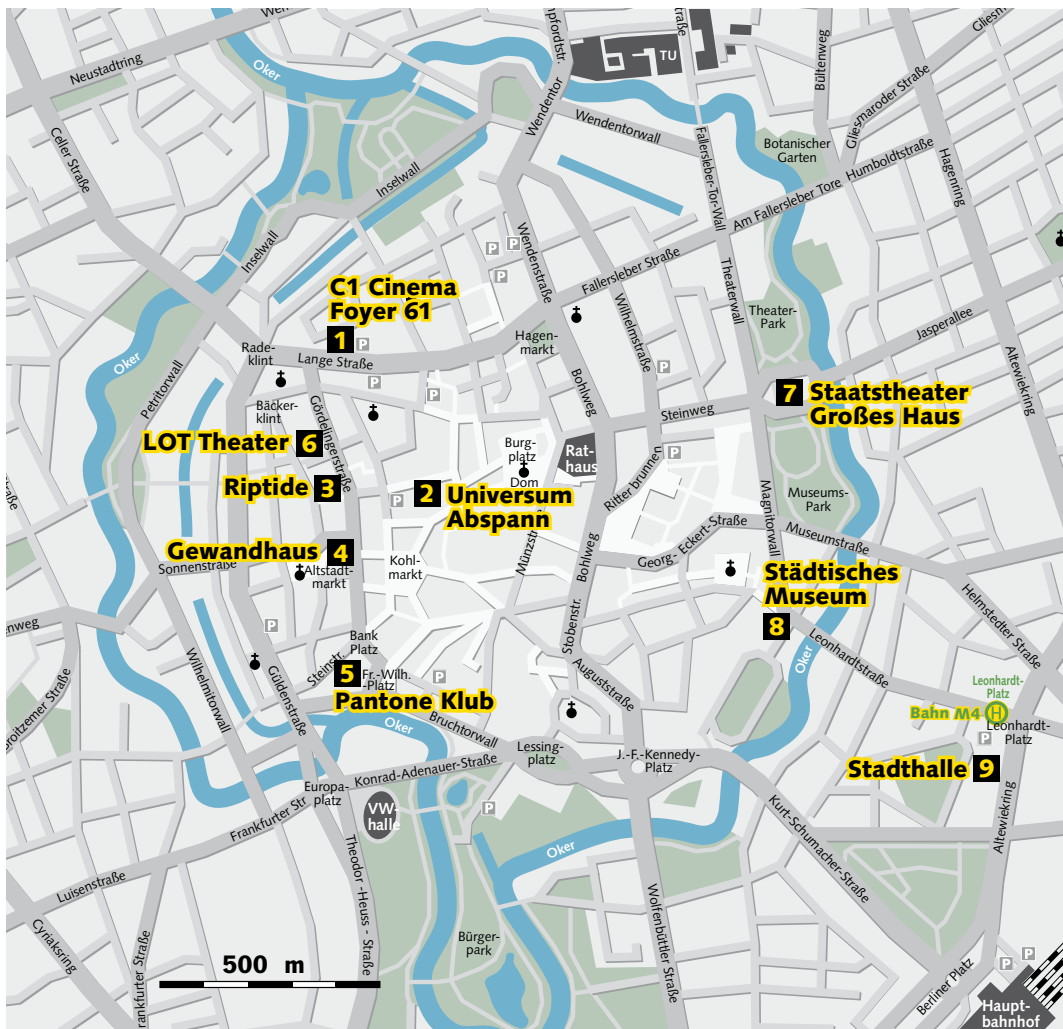 Neustadtring
Oker
Wendentor
TU
Bültenweg
Gliesmaroder Straße
Celler Straße
Wendentorwall
Fallersleber-Tor-Wall
Botanischer
Garten
Humboldtstraße
Hagenring
Inselwall
Am Fallersleber Tore
Inselwall
Wendenstraße
Fallersleber Straße
Theaterwall
P
P
P
C1 Cinema
Foyer 61
1
P
Wilhelmstraße
Theater-
Park
Jasperallee
Altewiekring
Oker
Rade-
klint
Lange Straße
Hagen-
markt
Petritorwall
Bäcker-
klint
Gördelingerstraße
P
P
P
Bohlweg
Steinweg
7
Staatstheater
Großes Haus
LOT Theater
6
Burg-
platz
Dom
Rat-
haus
Ritterbrunnen
P
Riptide
3
P
2
Universum
Abspann
Magnitorwall
Museums-
Park
Museumstraße
Gewandhaus
4
Sonnenstraße
Altstadt-
markt
Kohl-
markt
Münzstr.
Bohlweg
Georg-Eckert-Straße
Städtisches
Museum
8
Helmstedter Straße
P
Bank
Platz
Stobenstr.
Leonhardtstraße
Oker
Wilhelmitorwall
Güldenstraße
Steinstr.
5
Fr.-Wilh.
-Platz
Pantone Klub
P
Auguststraße
Leonhardt-
Platz
Bahn M4
H
Leonhardt-
Platz
P
Oker
Bruchtorwall
Lessing-
platz
J.-F.-Kennedy-
Platz
Stadthalle
9
Konrad-Adenauer-Straße
Europa-
platz
VW-
halle
P
Frankfurter Str
Kurt-Schumacher-Straße
Altewiekring
Oker
Theodor -Heuss - Straße
Luisenstraße
Wolfenbüttler Straße
Cyriaksring
Frankfurter Straße
Bürger-
park
500 m
Berliner Platz
P
P
Haupt-
bahnhof